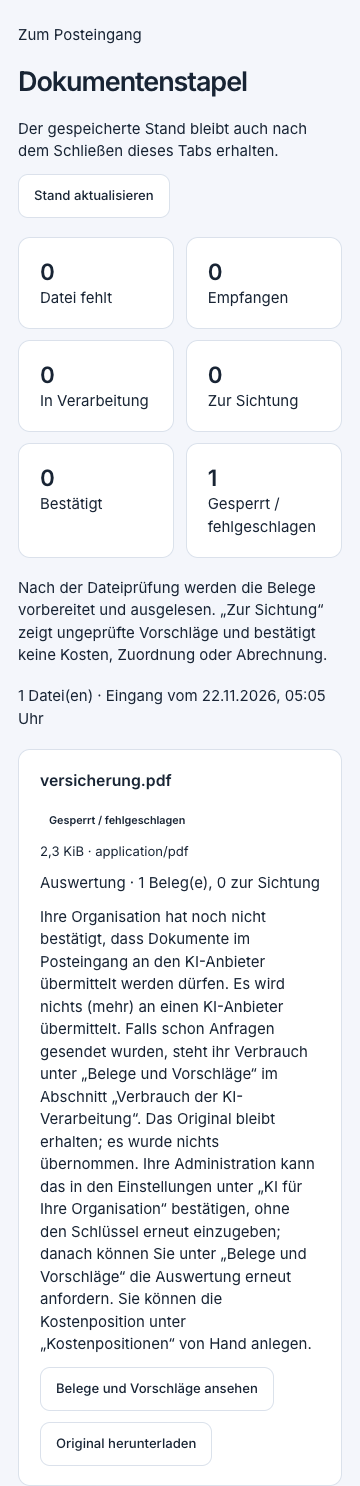 Zum Posteingang
Dokumentenstapel
Der gespeicherte Stand bleibt auch nach
dem Schließen dieses Tabs erhalten.
Stand aktualisieren
0
Datei fehlt
0
Empfangen
0
In Verarbeitung
0
Zur Sichtung
0
Bestätigt
1
Gesperrt /
fehlgeschlagen
Nach der Dateiprüfung werden die Belege
vorbereitet und ausgelesen. „Zur Sichtung“
zeigt ungeprüfte Vorschläge und bestätigt
keine Kosten, Zuordnung oder Abrechnung.
1 Datei(en) · Eingang vom 22.11.2026, 05:05
Uhr
versicherung.pdf
Gesperrt / fehlgeschlagen
2,3 KiB · application/pdf
Auswertung · 1 Beleg(e), 0 zur Sichtung
Ihre Organisation hat noch nicht
bestätigt, dass Dokumente im
Posteingang an den KI-Anbieter
übermittelt werden dürfen. Es wird
nichts (mehr) an einen KI-Anbieter
übermittelt. Falls schon Anfragen
gesendet wurden, steht ihr Verbrauch
unter „Belege und Vorschläge“ im
Abschnitt „Verbrauch der KI-
Verarbeitung“. Das Original bleibt
erhalten; es wurde nichts
übernommen. Ihre Administration kann
das in den Einstellungen unter „KI für
Ihre Organisation“ bestätigen, ohne
den Schlüssel erneut einzugeben;
danach können Sie unter „Belege und
Vorschläge“ die Auswertung erneut
anfordern. Sie können die
Kostenposition unter
„Kostenpositionen“ von Hand anlegen.
Belege und Vorschläge ansehen
Original herunterladen